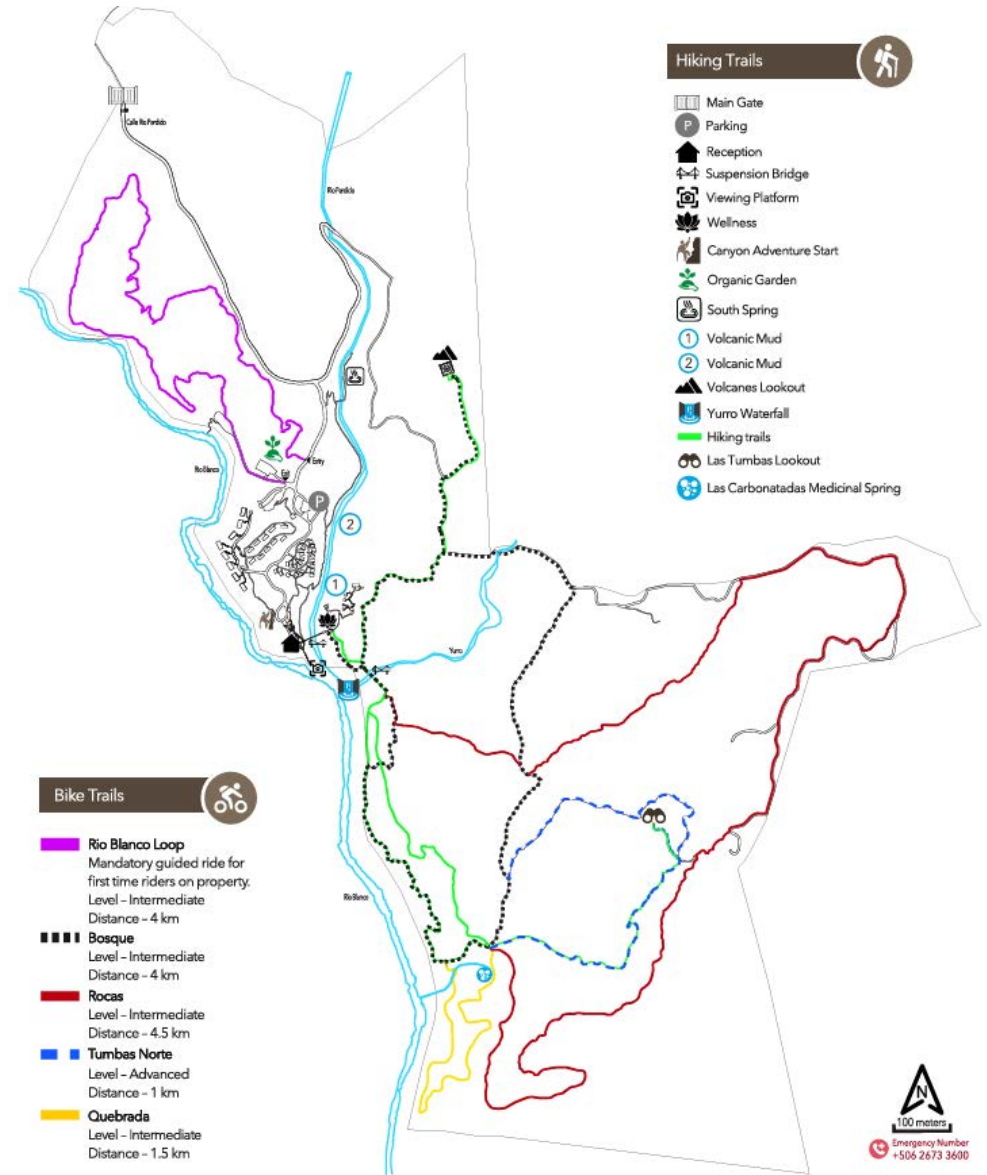 Hiking Trails
Main Gate
P Parking
Reception
Suspension Bridge
Viewing Platform
Wellness
Canyon Adventure Start
Organic Garden
South Spring
1 Volcanic Mud
2 Volcanic Mud
Volcanes Lookout
Yurro Waterfall
Hiking trails
Las Tumbas Lookout
Las Carbonatadas Medicinal Spring
Calle Rio Perdido
Rio Perdido
Rio Blanco
Entry
P
2
1
Yurro
Rio Blanco
Bike Trails
Rio Blanco Loop
Mandatory guided ride for
first time riders on property.
Level – Intermediate
Distance – 4 km
Bosque
Level – Intermediate
Distance – 4 km
Rocas
Level – Intermediate
Distance – 4.5 km
Tumbas Norte
Level – Advanced
Distance – 1 km
Quebrada
Level – Intermediate
Distance – 1.5 km
N
100 meters
Emergency Number
+506 2673 3600